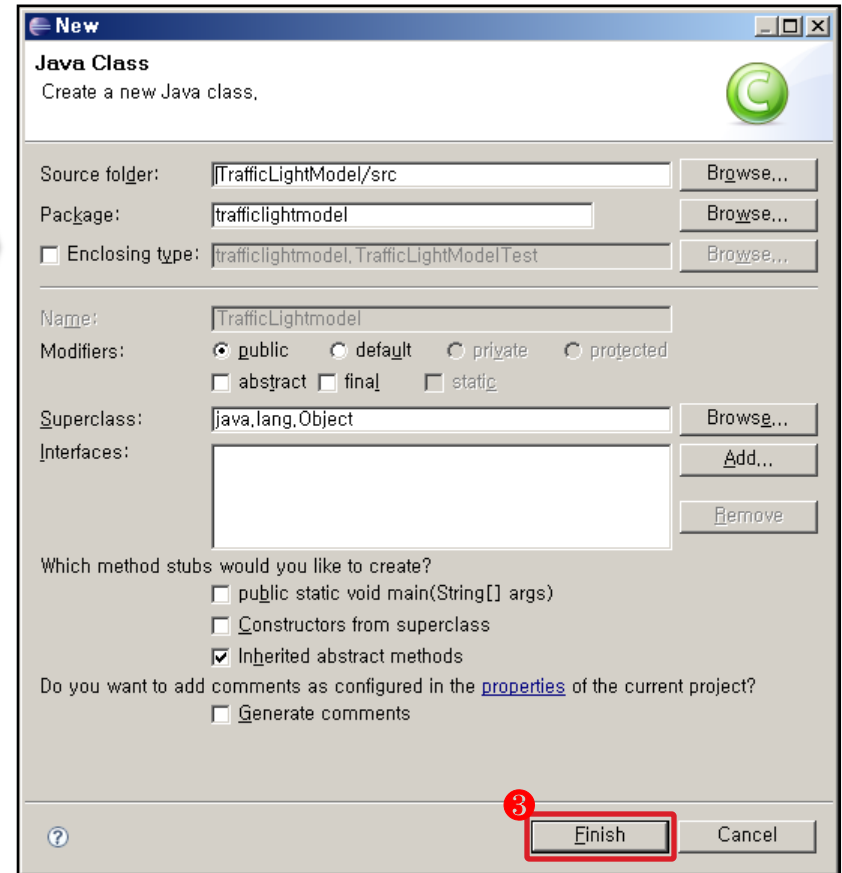 New
Java Class
Create a new Java class,
Source folder: TrafficLightModel/src Browse,,,
Package: trafficlightmodel Browse,,,
Enclosing type: trafficlightmodel,TrafficLightModelTest Browse,,,
Name: TrafficLightmodel
Modifiers: public default private protected
abstract final static
Superclass: java,lang,Object Browse,,,
Interfaces: Add,,,
Remove
Which method stubs would you like to create?
public static void main(String[] args)
Constructors from superclass
Inherited abstract methods
Do you want to add comments as configured in the properties of the current project?
Generate comments
3
? Finish Cancel